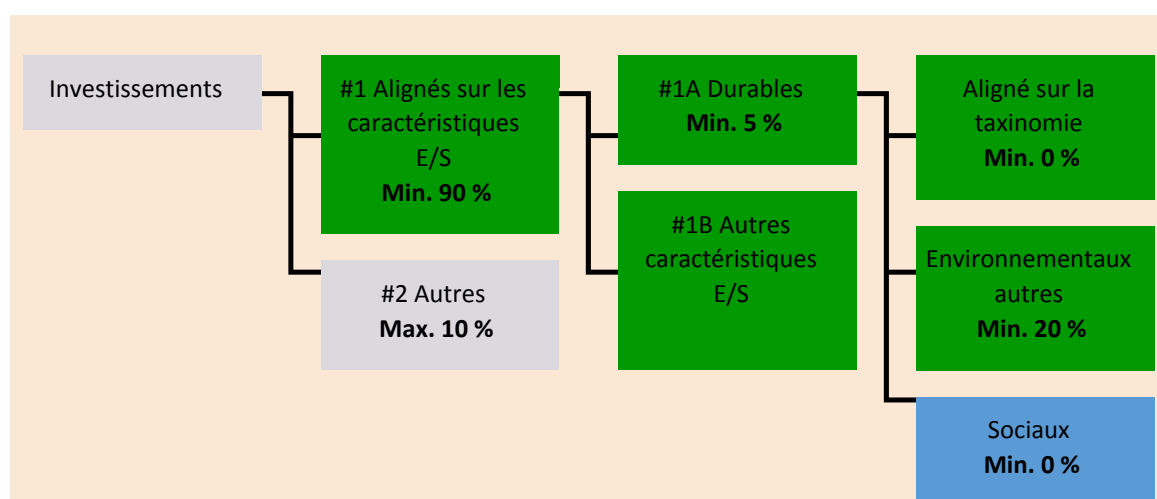 Investissements
#1 Alignés sur les
caractéristiques
E/S
Min. 90 %
#2 Autres
Max. 10 %
#1A Durables
Min. 5 %
#1B Autres
caractéristiques
E/S
Aligné sur la
taxinomie
Min. 0 %
Environnementaux
autres
Min. 20 %
Sociaux
Min. 0 %